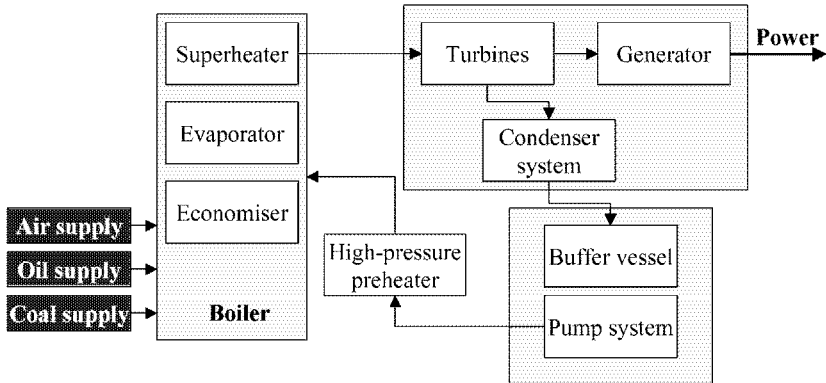 Superheater
Evaporator
Economiser
Boiler
Air supply
Oil supply
Coal supply
Turbines
Generator
Power
Condenser
system
High-pressure
preheater
Buffer vessel
Pump system